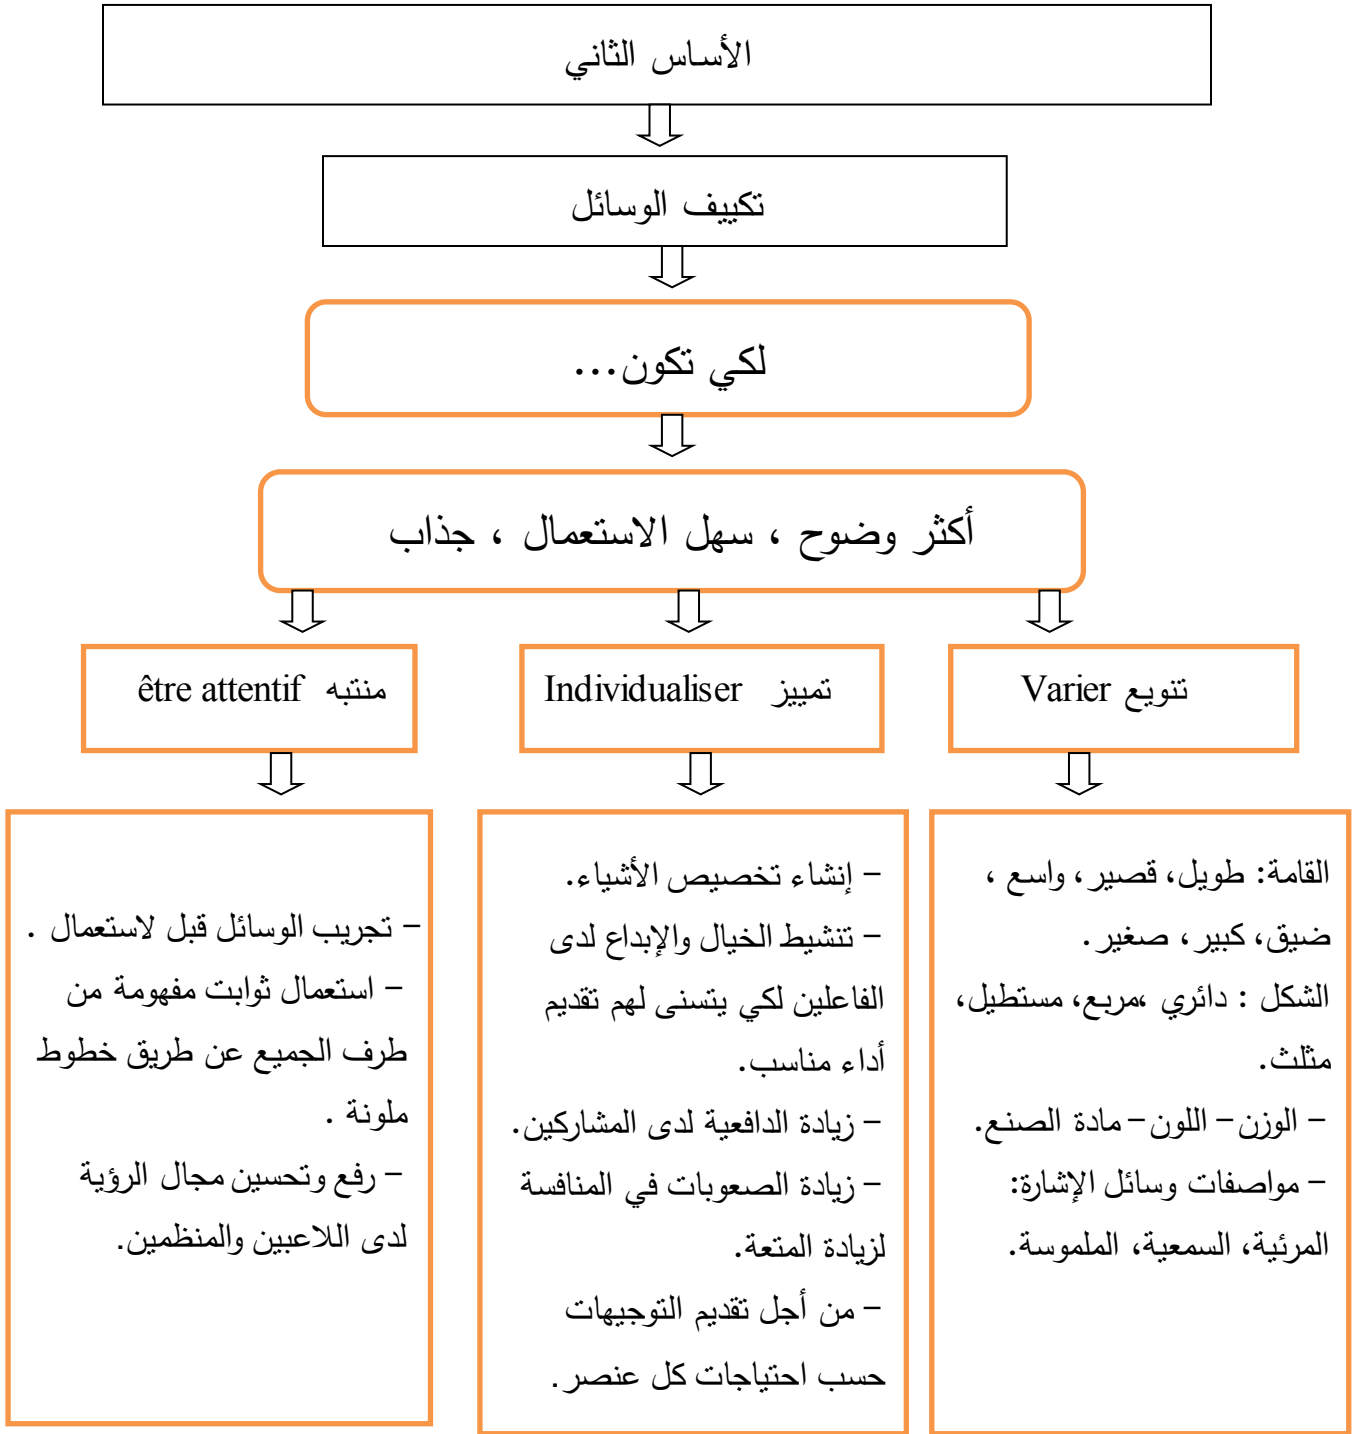 الأساس الثاني
تكييف الوسائل
لكي تكون...
أكثر وضوح ، سهل الاستعمال ، جذاب
تنويع Varier
تمييز Individualiser
منتبه être attentif
القامة: طويل، قصير، واسع ،
ضيق، كبير، صغير.
الشكل : دائري ،مربع، مستطيل،
مثلث.
– الوزن– اللون– مادة الصنع.
– مواصفات وسائل الإشارة:
المرئية، السمعية، الملموسة.
– إنشاء تخصيص الأشياء.
– تنشيط الخيال والإبداع لدى
الفاعلين لكي يتسنى لهم تقديم
أداء مناسب.
– زيادة الدافعية لدى المشاركين.
– زيادة الصعوبات في المنافسة
لزيادة المتعة.
– من أجل تقديم التوجيهات
حسب احتياجات كل عنصر.
– تجريب الوسائل قبل لاستعمال .
– استعمال ثوابت مفهومة من
طرف الجميع عن طريق خطوط
ملونة .
– رفع وتحسين مجال الرؤية
لدى اللاعبين والمنظمين.